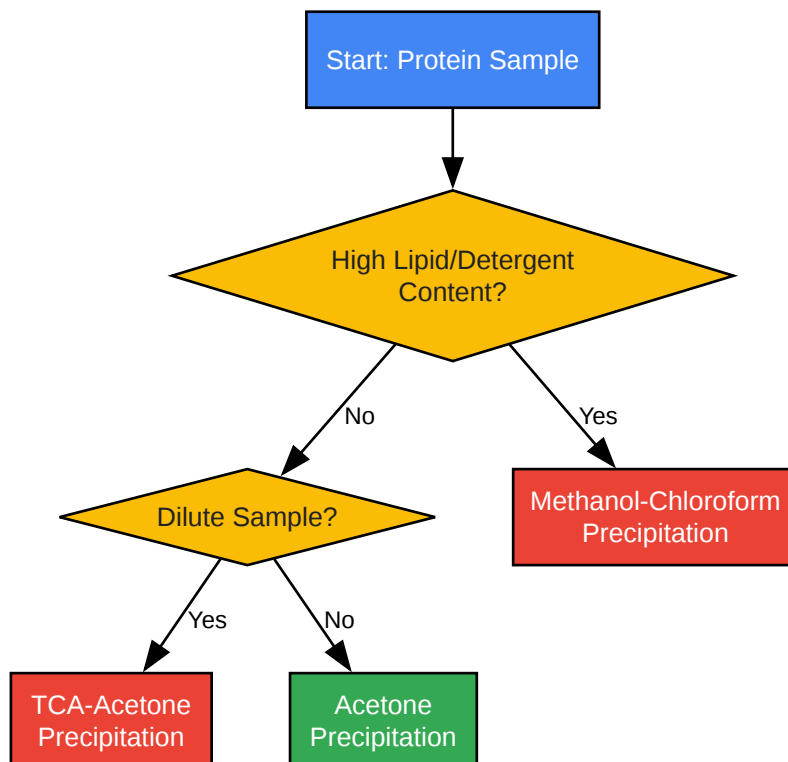 Start: Protein Sample
High Lipid/Detergent
Content?
No
Yes
Dilute Sample?
Methanol-Chloroform
Precipitation
Yes
No
TCA-Acetone
Precipitation
Acetone
Precipitation